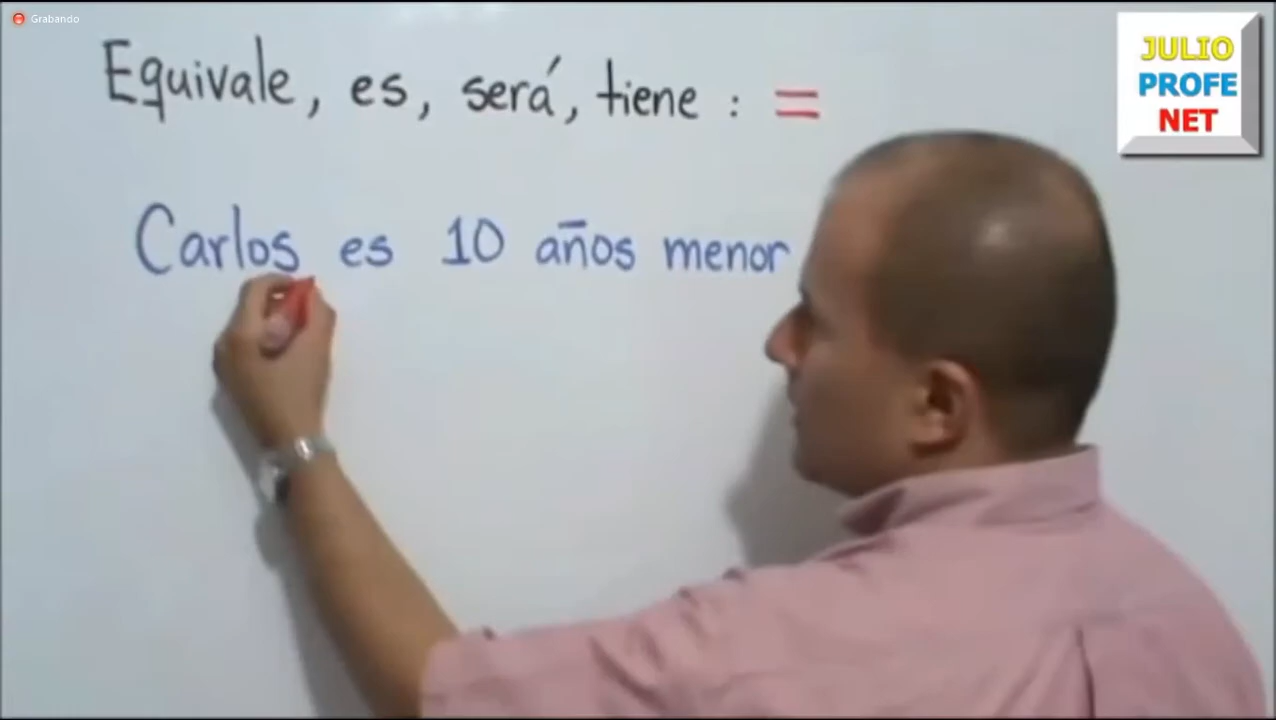 Grabando
JULIO
PROFE
NET
Equivale, es, será, tiene : =
Carlos es 10 años menor